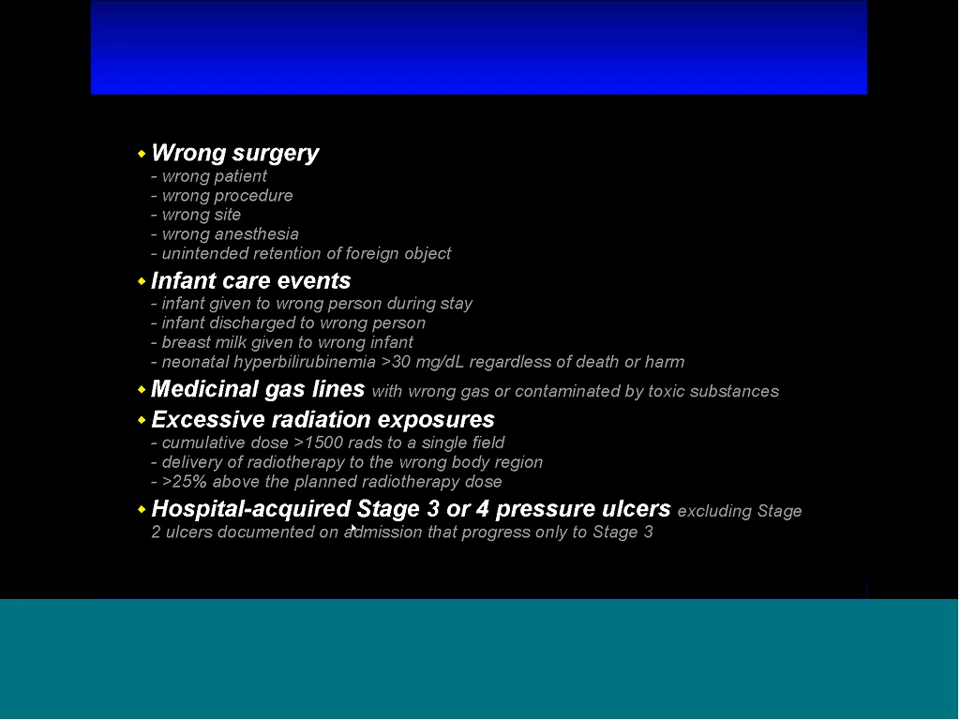 Wrong surgery
- wrong patient
- wrong procedure
- wrong site
- wrong anesthesia
- unintended retention of foreign object
Infant care events
- infant given to wrong person during stay
- infant discharged to wrong person
- breast milk given to wrong infant
- neonatal hyperbilirubinemia >30 mg/dL regardless of death or harm
Medicinal gas lines with wrong gas or contaminated by toxic substances
Excessive radiation exposures
- cumulative dose >1500 rads to a single field
- delivery of radiotherapy to the wrong body region
- >25% above the planned radiotherapy dose
Hospital-acquired Stage 3 or 4 pressure ulcers excluding Stage
2 ulcers documented on admission that progress only to Stage 3